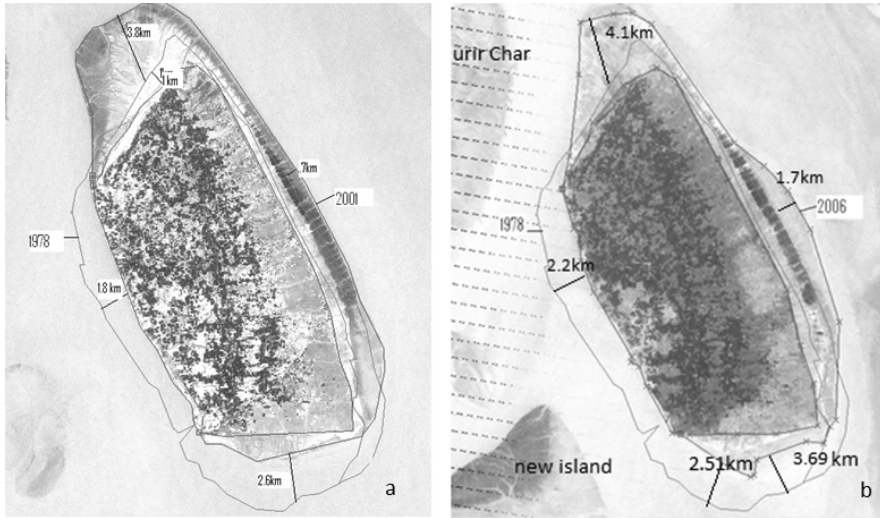 3.8km
1km
.7km
2001
1978
1.8 km
2.6km
a
4.1km
urir Char
1.7km
2006
1978
2.2km
new island
2.51km
3.69 km
b